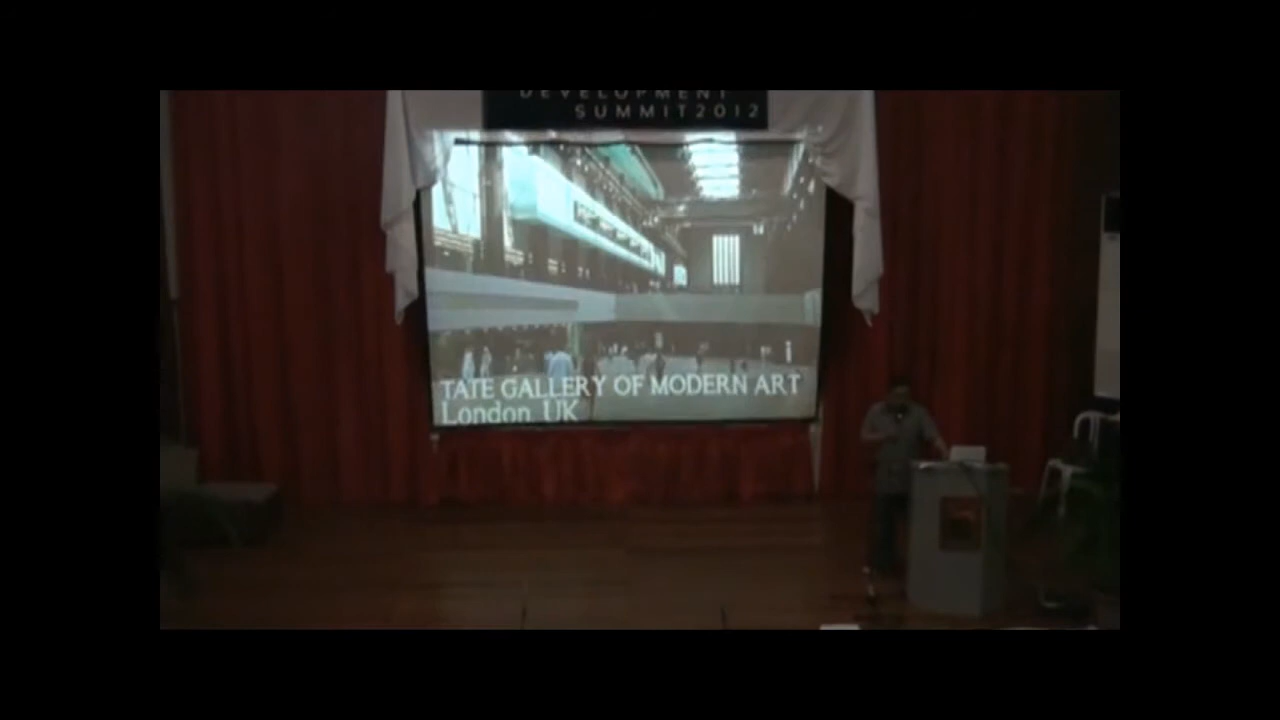 DEVELOPMENT
SUMMIT2012
TATE GALLERY OF MODERN ART
London UK